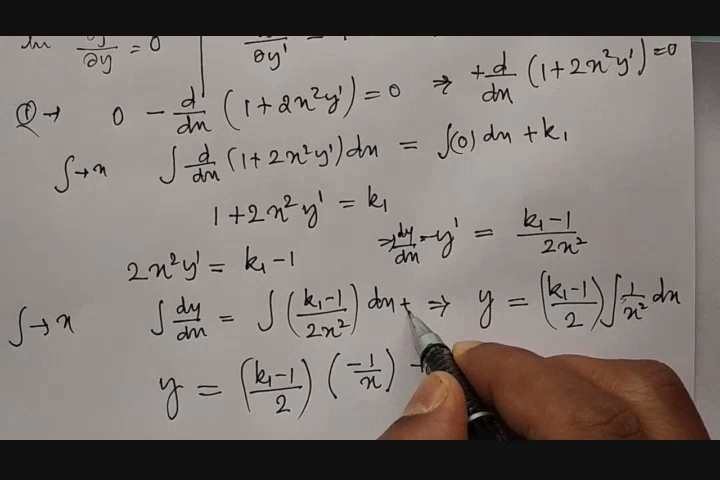 ∂y/∂y = 0 | ∂y'
① → 0 - d/dx (1+2x²y') = 0 ⇒ + d/dx (1+2x²y') = 0
∫→x ∫ d/dx (1+2x²y') dx = ∫(0) dx + k₁
1+2x²y' = k₁
2x²y' = k₁-1 ⇒ dy/dx = y' = (k₁-1)/2x²
∫→x ∫ dy/dx = ∫ ((k₁-1)/2x²) dx + ⇒ y = ((k₁-1)/2) ∫ 1/x² dx
y = ((k₁-1)/2) (-1/x) +